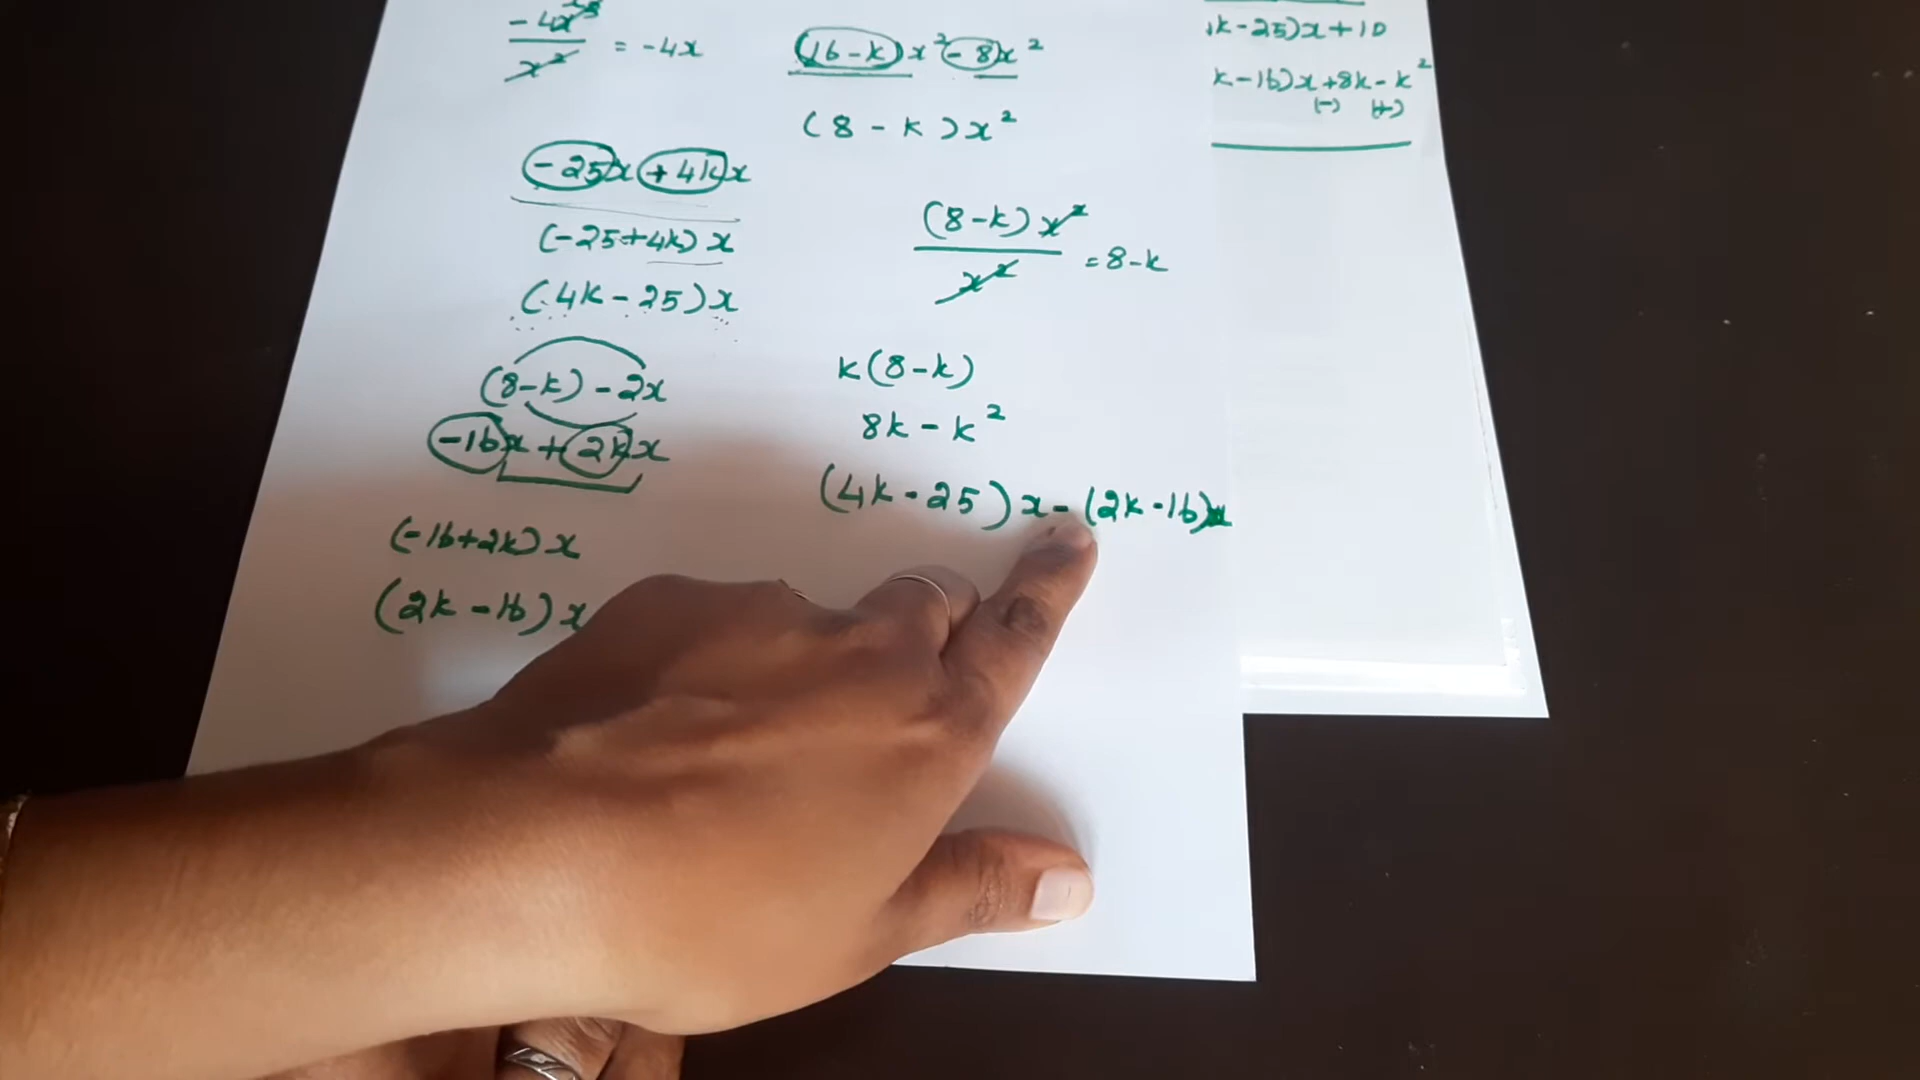 -4x³
x² = -4x
-25x + 4kx
(-25+4k) x
(4k - 25) x
(8-k) - 2x
-16x + 2kx
(-16+2k) x
(2k - 16) x
(16-k) x² - 8x²
(8 - k) x²
(8-k) x²
x² = 8-k
k(8-k)
8k - k²
(4k - 25) x - (2k - 16)x
k-25)x+10
k-16)x+8k-k²
(-) (+)